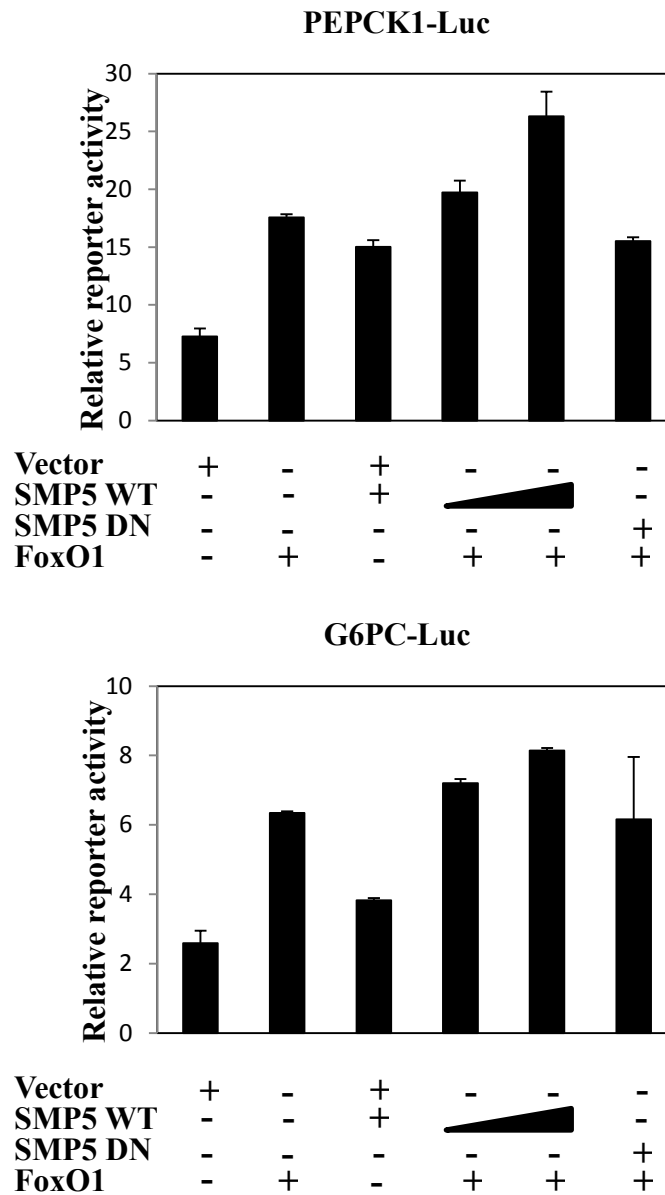 PEPCK1-Luc
Relative reporter activity
30
25
20
15
10
5
0
Vector + - + - - -
SMP5 WT - - + -
SMP5 DN - - - - - +
FoxO1 - + - + + +
G6PC-Luc
Relative reporter activity
10
8
6
4
2
0
Vector + - + - - -
SMP5 WT - - + -
SMP5 DN - - - - - +
FoxO1 - + - + + +